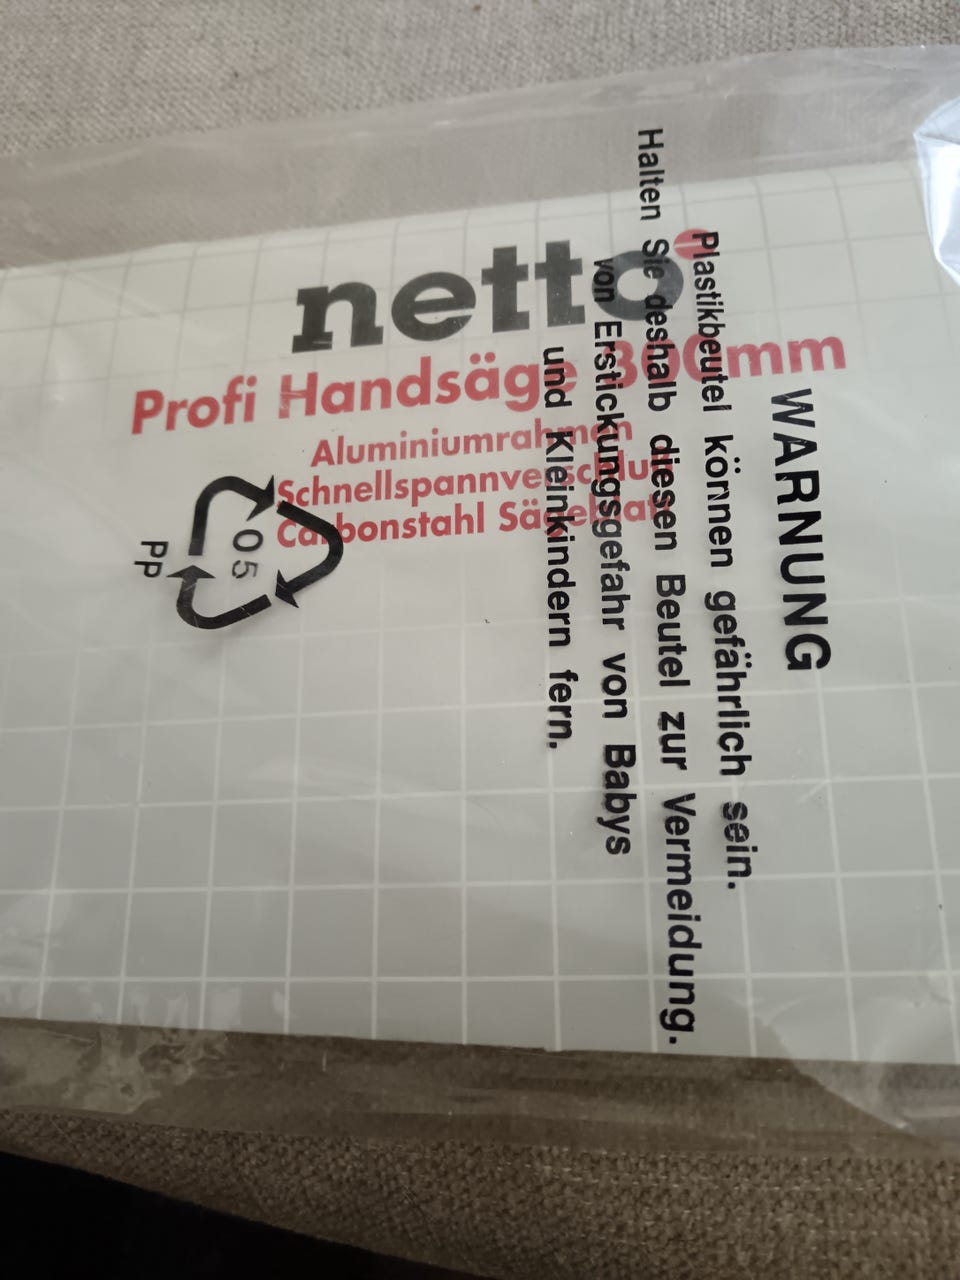 netto
Profi Handsäge 300mm
Aluminiumrahmen
Schnellspannverschluß
Carbonstahl Sägeblatt
WARNUNG
Plastikbeutel können gefährlich sein.
Halten Sie deshalb diesen Beutel zur Vermeidung.
von Erstickungsgefahr von Babys
und Kleinkindern fern.
05
PP